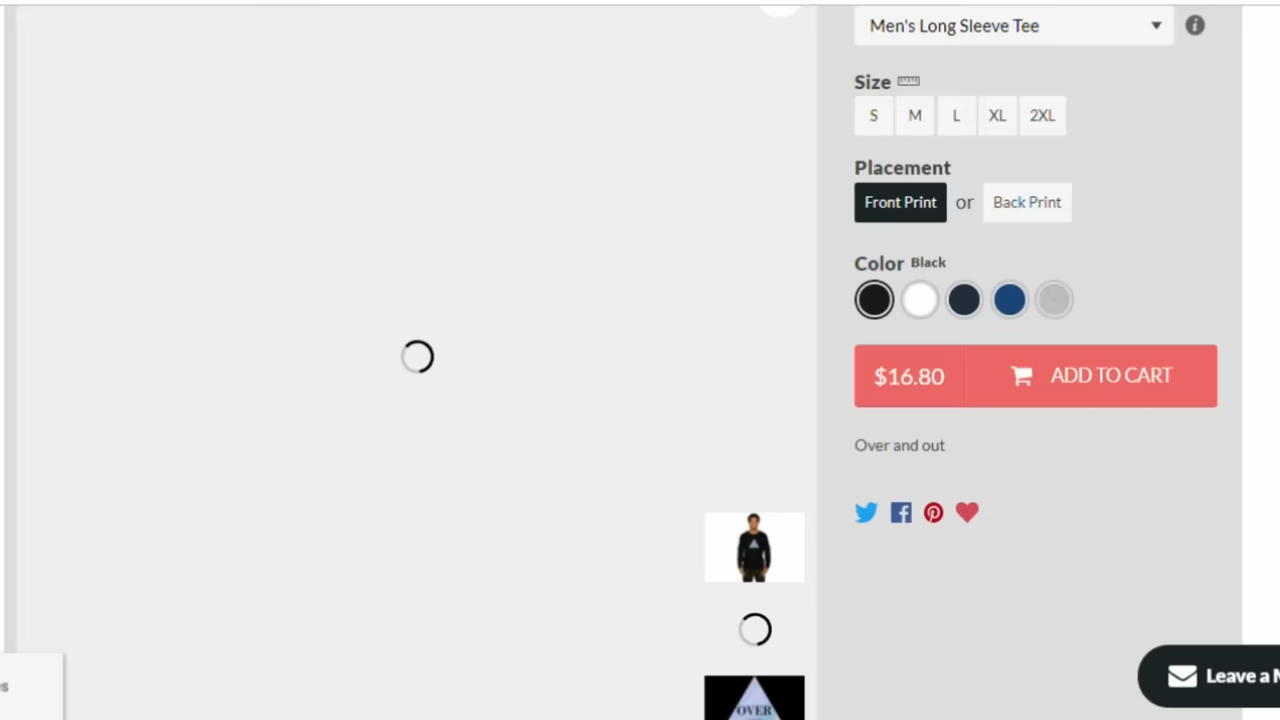 Men's Long Sleeve Tee
Size
S M L XL 2XL
Placement
Front Print or Back Print
Color Black
$16.80 ADD TO CART
Over and out
OVER
Leave a